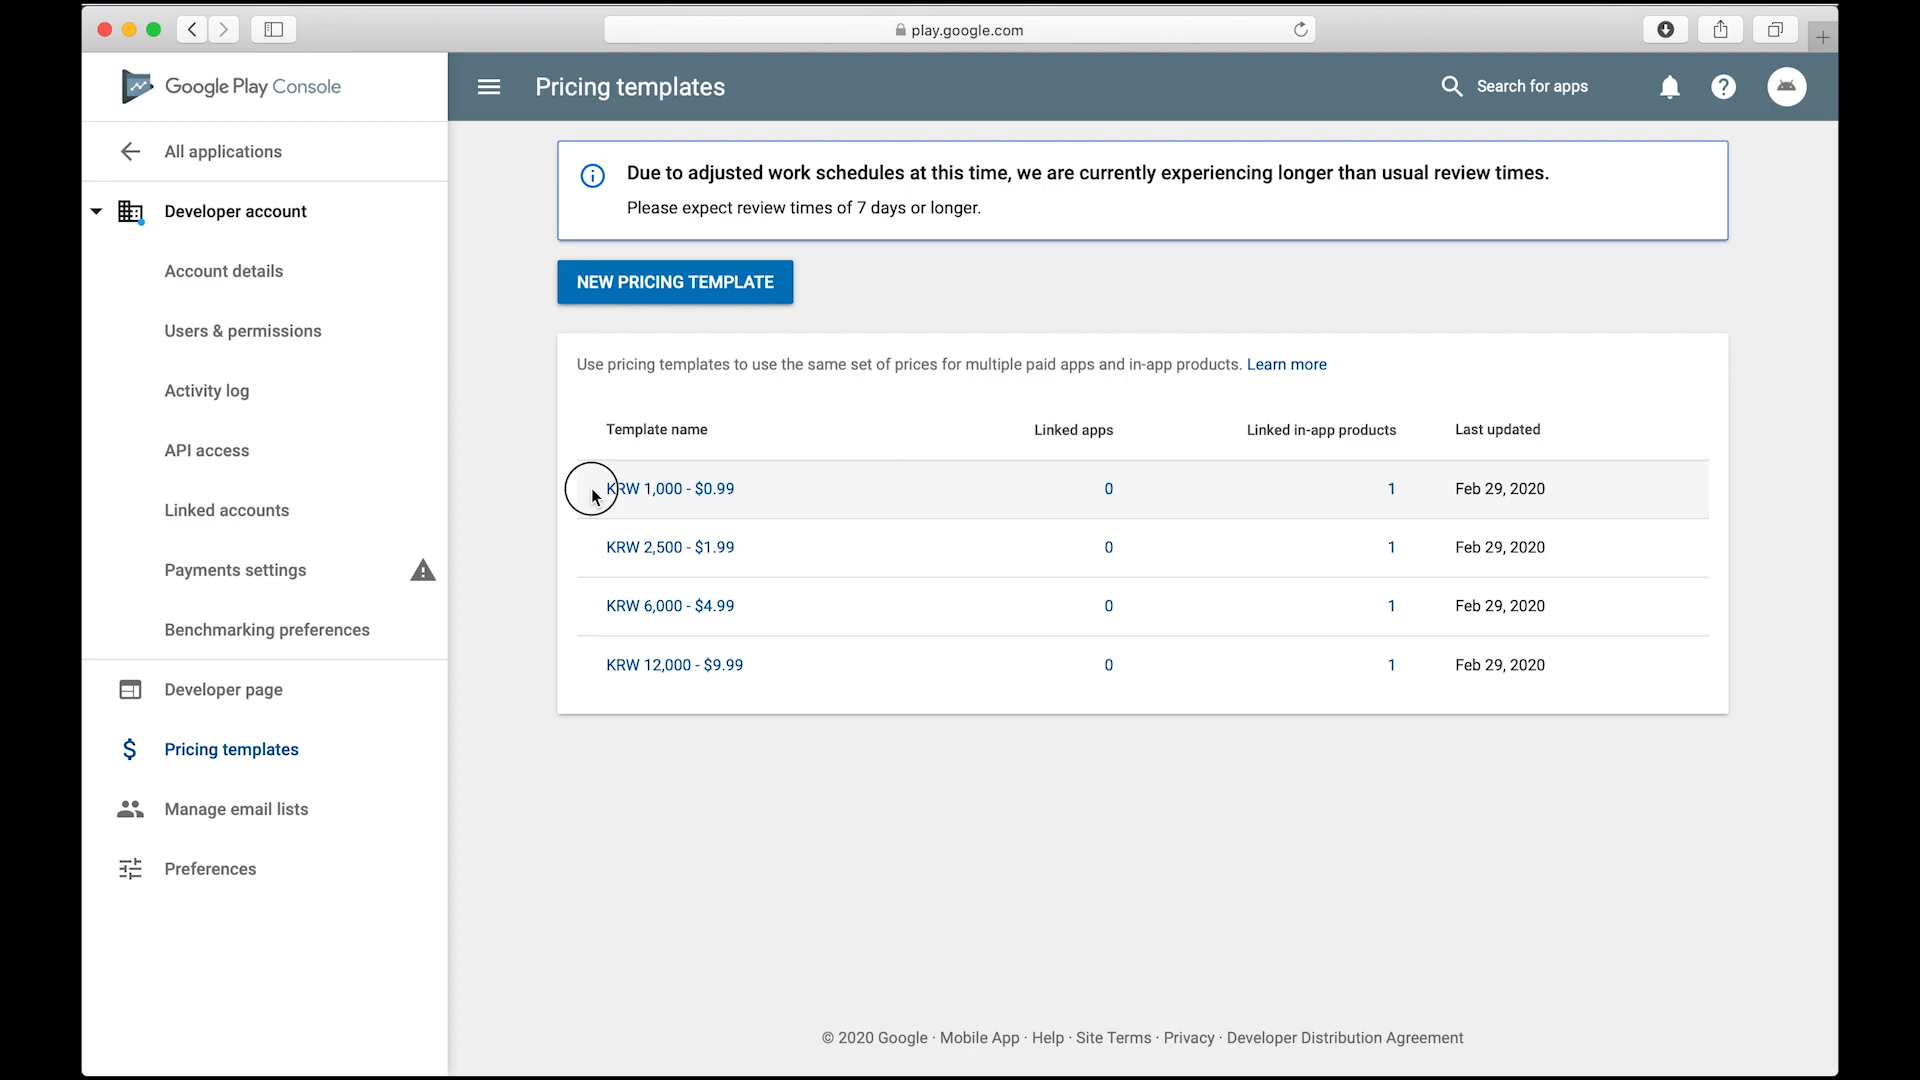 play.google.com
Google Play Console
Pricing templates
Search for apps
All applications
Developer account
Account details
Users & permissions
Activity log
API access
Linked accounts
Payments settings
Benchmarking preferences
Developer page
Pricing templates
Manage email lists
Preferences
Due to adjusted work schedules at this time, we are currently experiencing longer than usual review times.
Please expect review times of 7 days or longer.
NEW PRICING TEMPLATE
Use pricing templates to use the same set of prices for multiple paid apps and in-app products. Learn more
Template name Linked apps Linked in-app products Last updated
KRW 1,000 - $0.99 0 1 Feb 29, 2020
KRW 2,500 - $1.99 0 1 Feb 29, 2020
KRW 6,000 - $4.99 0 1 Feb 29, 2020
KRW 12,000 - $9.99 0 1 Feb 29, 2020
© 2020 Google · Mobile App · Help · Site Terms · Privacy · Developer Distribution Agreement